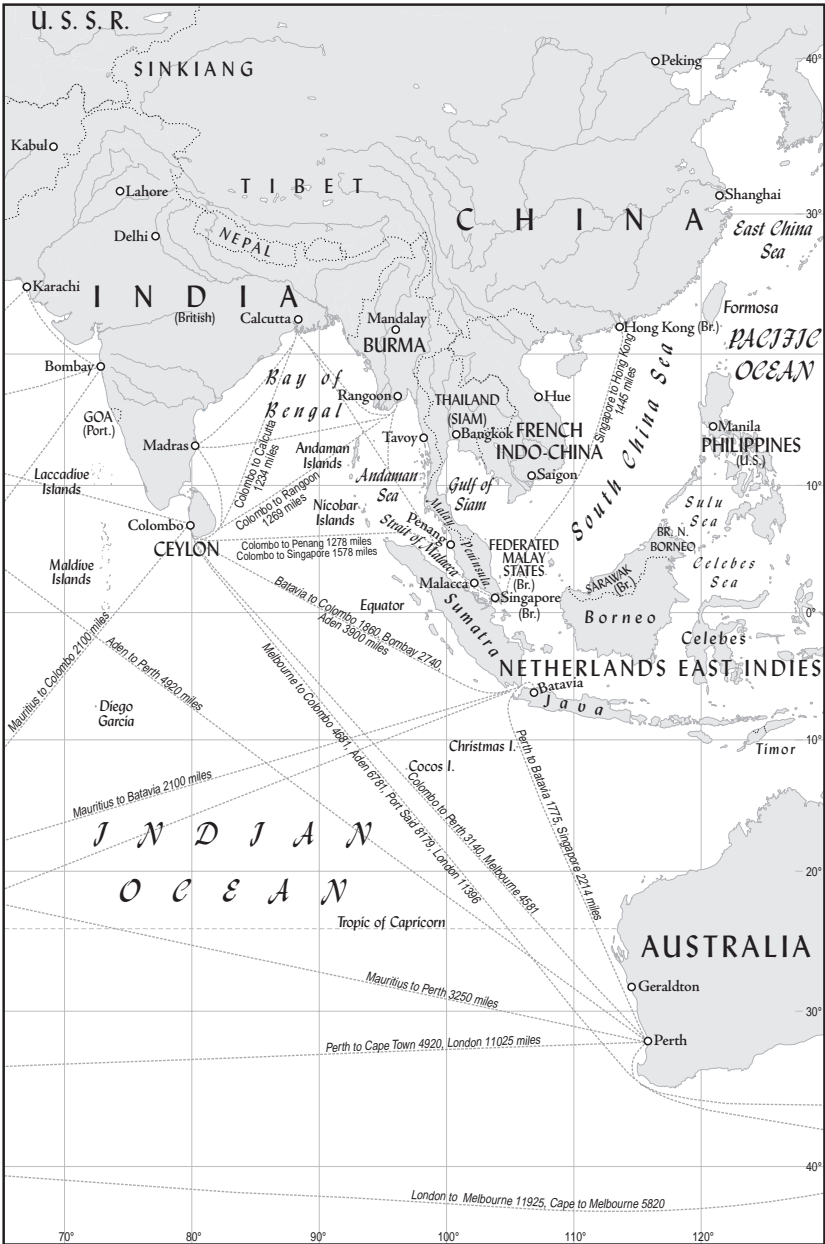 U. S. S. R.
SINKIANG
Peking
40°
Kabul
Lahore
TIBET
CHINA
Shanghai
30°
East China
Sea
Delhi
NEPAL
Karachi
INDIA
(British)
Calcutta
Mandalay
BURMA
Hong Kong (Br.)
Formosa
PACIFIC
OCEAN
Bombay
Bay of
Bengal
Rangoon
THAILAND
(SIAM)
Hue
Singapore to Hong Kong
1445 miles
South China Sea
GOA
(Port.)
Madras
Colombo to Calcutta
1234 miles
Tavoy
Bangkok
FRENCH
INDO-CHINA
Manila
PHILIPPINES
(U.S.)
Laccadive
Islands
Andaman
Islands
Andaman
Sea
Saigon
10°
Colombo to Rangoon
1269 miles
Nicobar
Islands
Gulf of
Siam
Sulu
Sea
Colombo
CEYLON
Colombo to Penang 1278 miles
Colombo to Singapore 1578 miles
Penang
Malay Peninsula
Strait of Malacca
FEDERATED
MALAY
STATES
(Br.)
BR. N.
BORNEO
SARAWAK
(Br.)
Celebes
Sea
Maldive
Islands
Malacca
Singapore
(Br.)
Batavia to Colombo 1860, Bombay 2740,
Aden 3900 miles
Equator
Sumatra
Borneo
0°
Celebes
Mauritius to Colombo 2100 miles
Aden to Perth 4920 miles
Melbourne to Colombo 4681, Aden 6781, Port Said 8179, London 11396
NETHERLANDS EAST INDIES
Batavia
Java
Diego
Garcia
Timor
10°
Christmas I.
Cocos I.
Mauritius to Batavia 2100 miles
Colombo to Perth 3140, Melbourne 4581
Perth to Batavia 1775, Singapore 2214 miles
INDIAN
OCEAN
20°
Tropic of Capricorn
AUSTRALIA
Mauritius to Perth 3250 miles
Geraldton
30°
Perth to Cape Town 4920, London 11025 miles
Perth
40°
London to Melbourne 11925, Cape to Melbourne 5820
70° 80° 90° 100° 110° 120°